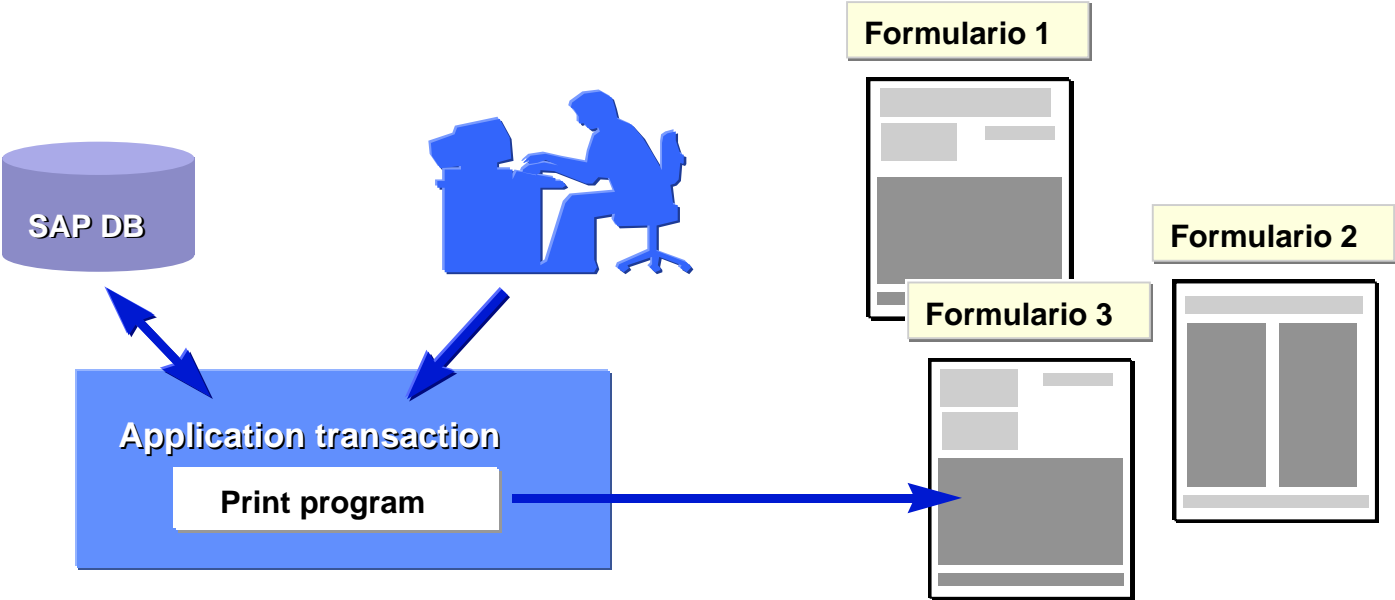 Formulario 1
SAP DB
Formulario 2
Formulario 3
Application transaction
Print program